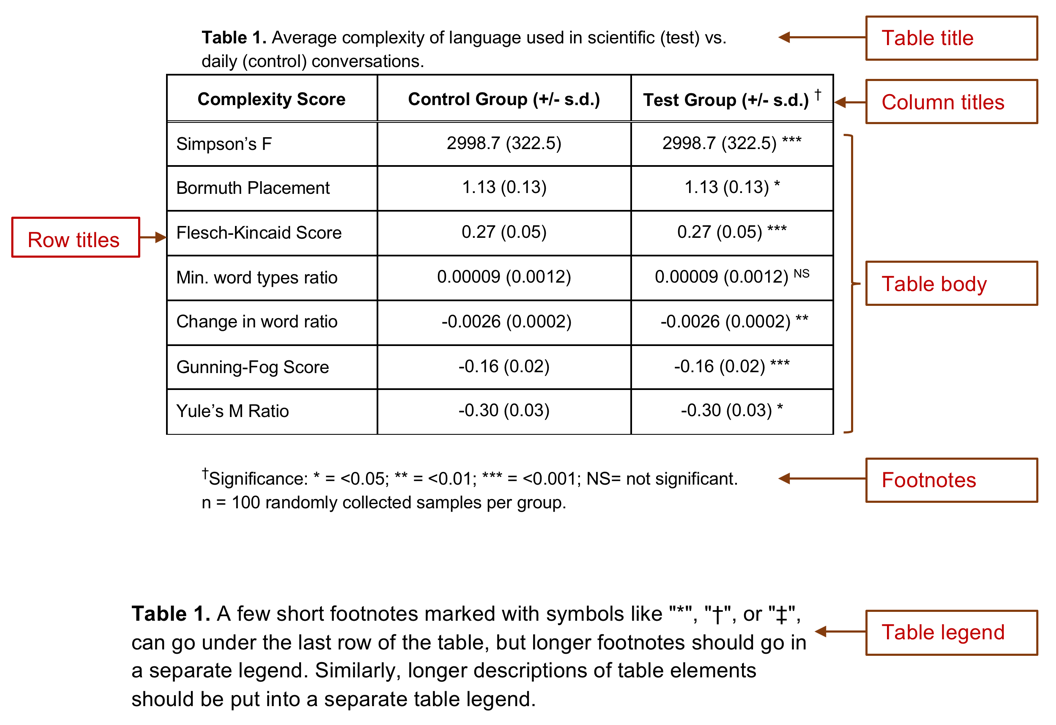 Table 1. Average complexity of language used in scientific (test) vs.
daily (control) conversations.
Table title
Complexity Score Control Group (+/- s.d.) Test Group (+/- s.d.) †
Column titles
Simpson’s F 2998.7 (322.5) 2998.7 (322.5) ***
Bormuth Placement 1.13 (0.13) 1.13 (0.13) *
Row titles
Flesch-Kincaid Score 0.27 (0.05) 0.27 (0.05) ***
Min. word types ratio 0.00009 (0.0012) 0.00009 (0.0012) NS
Table body
Change in word ratio -0.0026 (0.0002) -0.0026 (0.0002) **
Gunning-Fog Score -0.16 (0.02) -0.16 (0.02) ***
Yule’s M Ratio -0.30 (0.03) -0.30 (0.03) *
†Significance: * = <0.05; ** = <0.01; *** = <0.001; NS= not significant.
n = 100 randomly collected samples per group.
Footnotes
Table 1. A few short footnotes marked with symbols like "*", "†", or "‡",
can go under the last row of the table, but longer footnotes should go in
a separate legend. Similarly, longer descriptions of table elements
should be put into a separate table legend.
Table legend